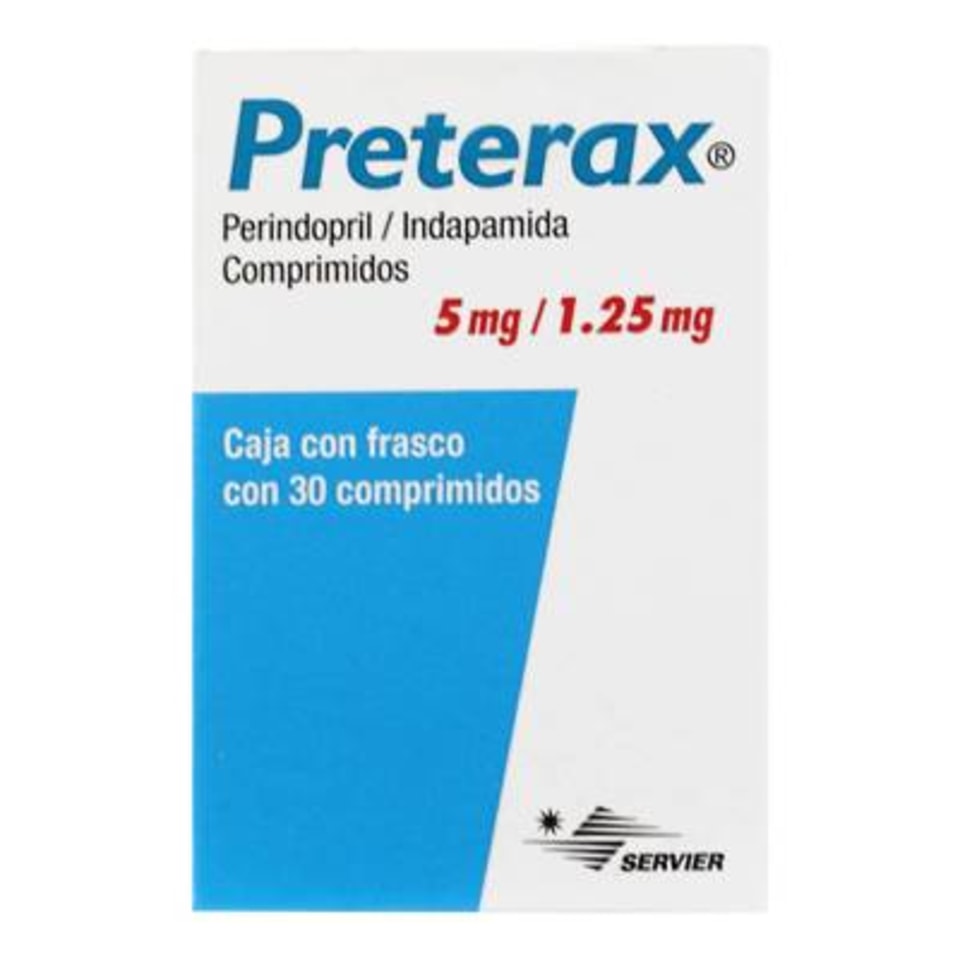 Preterax®
Perindopril / Indapamida
Comprimidos
5 mg / 1.25 mg
Caja con frasco
con 30 comprimidos
SERVIER